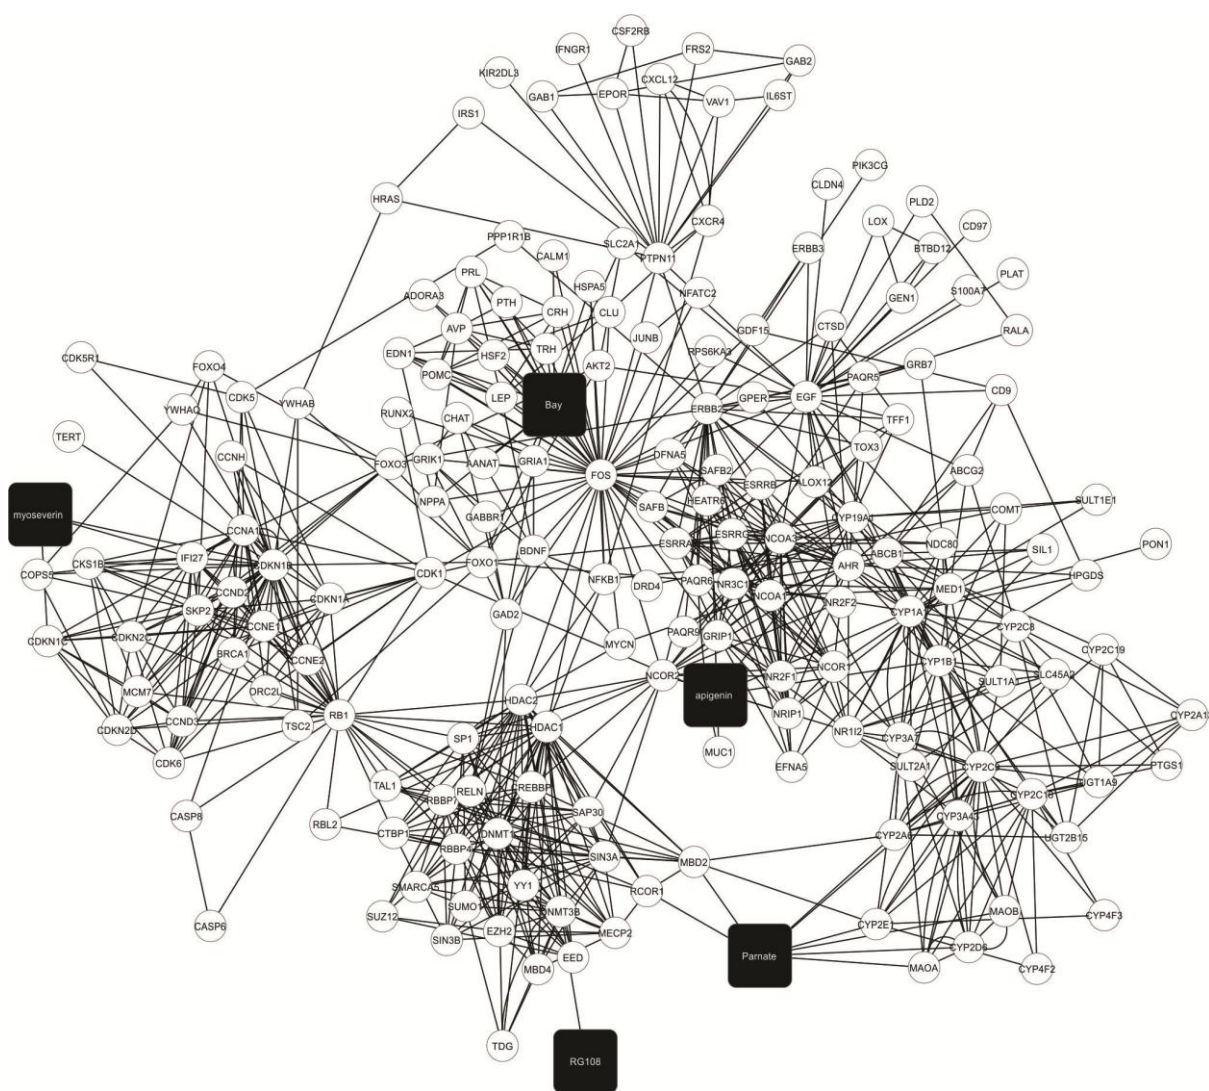 CSF2RB
IFNGR1
FRS2
GAB2
KIR2DL3
CXCL12
GAB1
EPOR
VAV1
IL6ST
IRS1
PIK3CG
CLDN4
HRAS
PLD2
LOX
CD97
CXCR4
PPP1R1B
SLC2A1
ERBB3
BTBD12
CALM1
PTPN11
PRL
HSPA5
NFATC2
PLAT
S100A7
ADORA3
PTH
GEN1
CRH
CLU
AVP
CTSD
GDF15
RALA
JUNB
TRH
EDN1
HSF2
RPS6KA3
CDK5R1
FOXO4
AKT2
POMC
PAQR5
GRB7
CD9
CDK5
YWHAB
LEP
Bay
GPER
EGF
YWHAQ
RUNX2
CHAT
ERBB2
TFF1
TERT
TOX3
CCNH
FOXO3
GRIK1
AANAT
GRIA1
DFNA5
SAFB2
ABCG2
FOS
ESRRB
ALOX12
NPPA
HEATR6
SULT1E1
myoseverin
SAFB
COMT
GABBR1
CYP19A1
CCNA1
ESRRA
ESRRG
NCOA3
NDC80
SIL1
PON1
IFI27
BDNF
ABCB1
CKS1B
CDKN1B
CDK1
FOXO1
AHR
COPS5
NFKB1
DRD4
PAQR6
NR3C1
HPGDS
CCND2
CDKN1A
NCOA1
MED1
NR2F2
SKP2
GAD2
CYP1A1
CCNE1
CDKN1C
CDKN2C
MYCN
PAQR9
GRIP1
CYP2C8
BRCA1
CCNE2
NCOR1
CYP1B1
CYP2C19
NCOR2
NR2F1
SULT1A1
SLC45A2
MCM7
ORC2L
apigenin
HDAC2
NRIP1
CDKN2D
CCND3
TSC2
RB1
HDAC1
NR1I2
SP1
CYP3A7
MUC1
CDK6
EFNA5
SULT2A1
CYP2C9
PTGS1
TAL1
RELN
CREBBP
UGT1A9
RBBP7
CYP2C18
CASP8
RBL2
SAP30
CYP3A43
CTBP1
DNMT1
CYP2A6
UGT2B15
RBBP4
SIN3A
MBD2
SMARCA5
YY1
RCOR1
SUZ12
SUMO1
DNMT3B
MAOB
CYP4F3
CASP6
SIN3B
EZH2
MECP2
CYP2E1
EED
Parnate
CYP2D6
MBD4
MAOA
CYP4F2
TDG
RG108